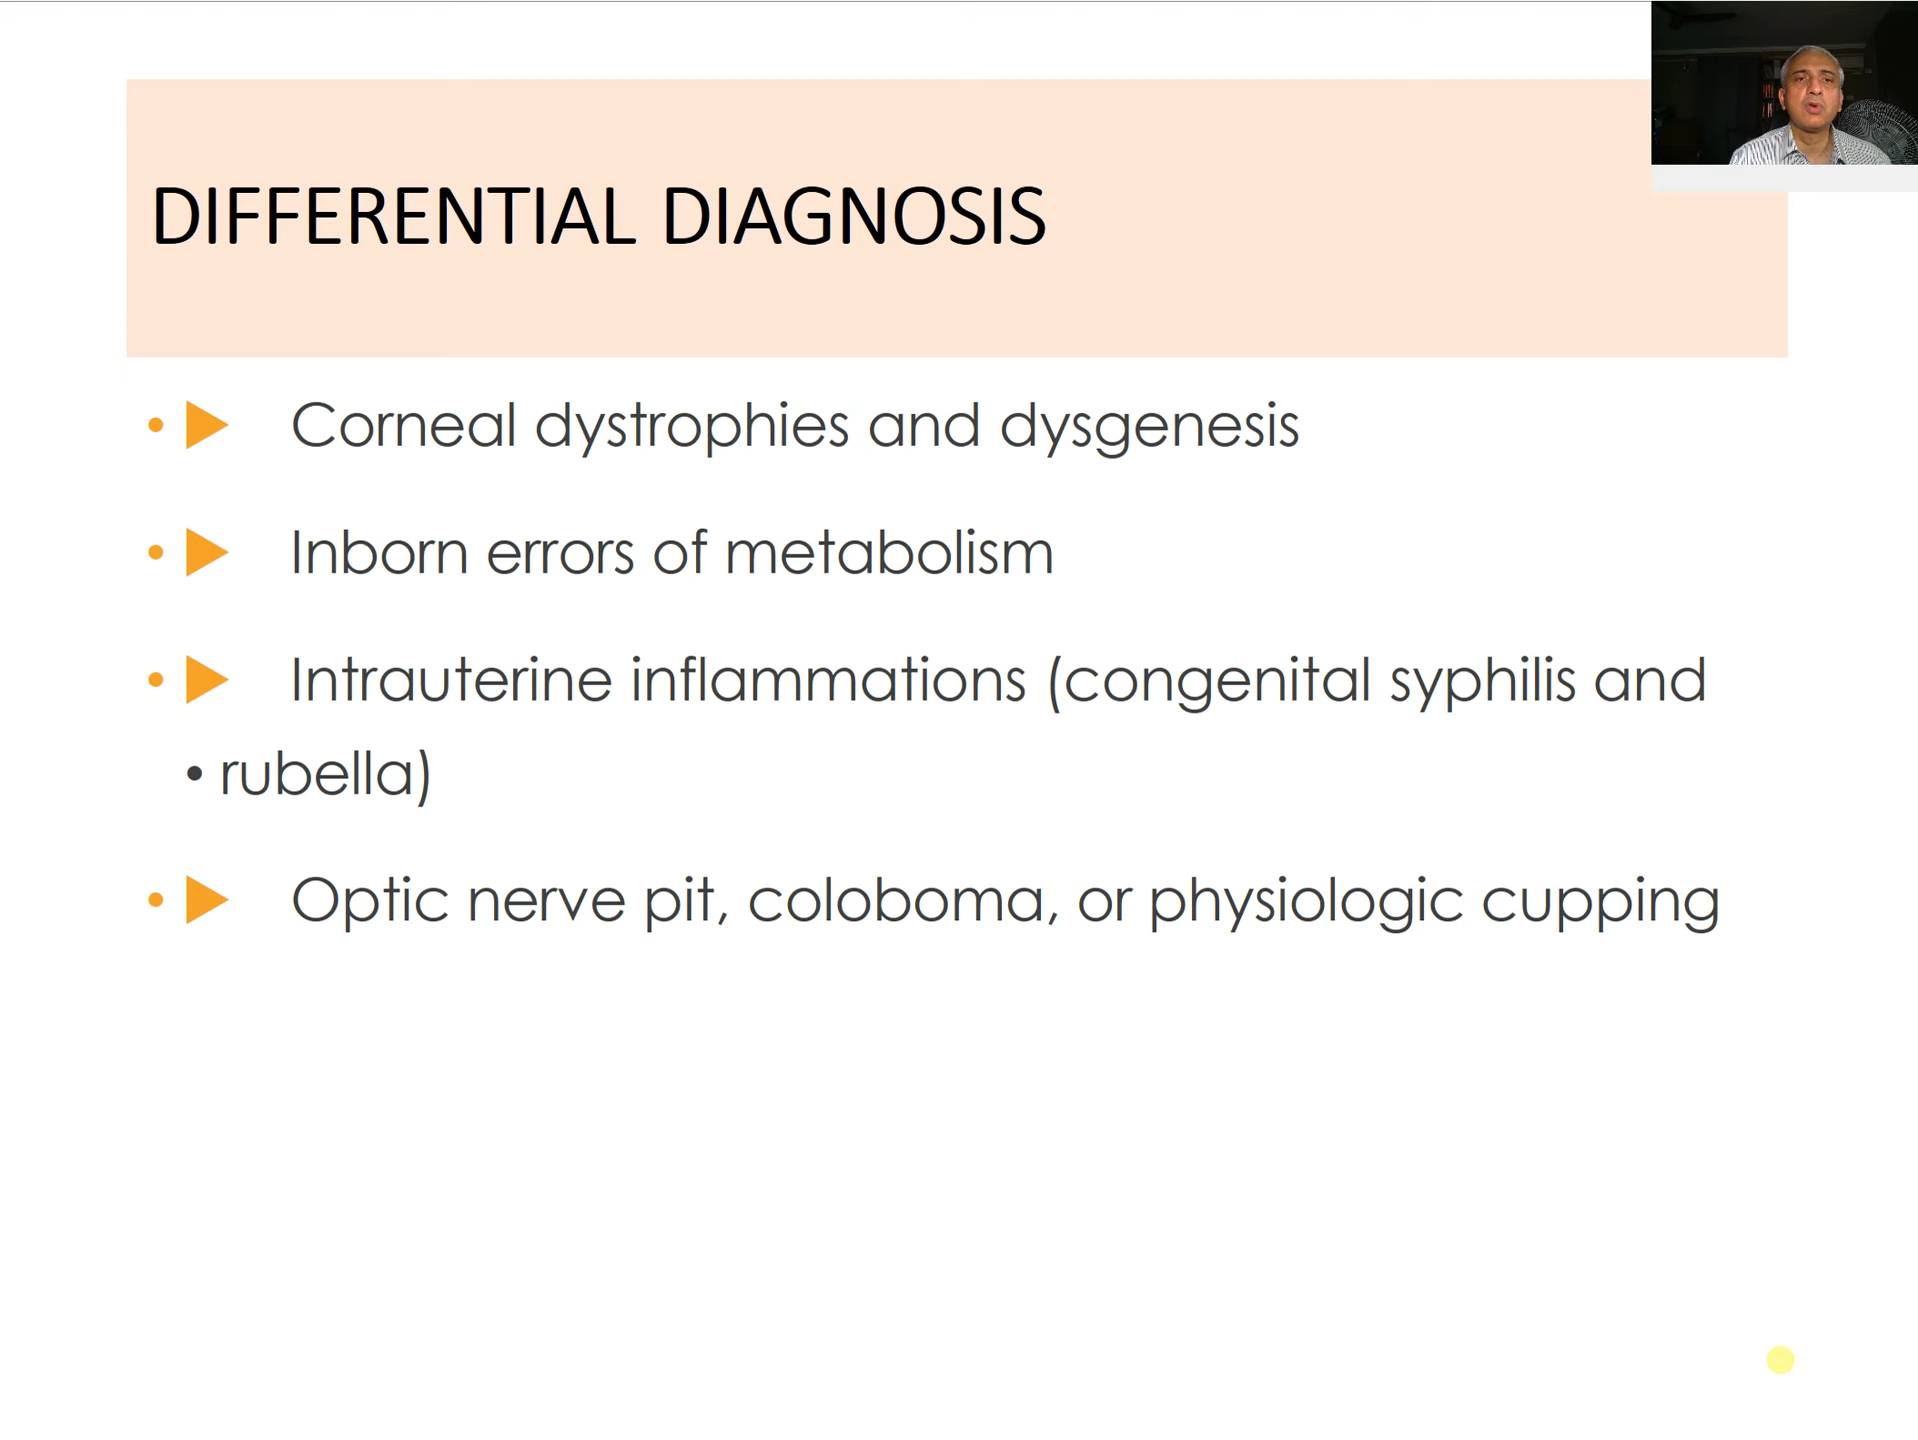 DIFFERENTIAL DIAGNOSIS
• ▶ Corneal dystrophies and dysgenesis
• ▶ Inborn errors of metabolism
• ▶ Intrauterine inflammations (congenital syphilis and
• rubella)
• ▶ Optic nerve pit, coloboma, or physiologic cupping